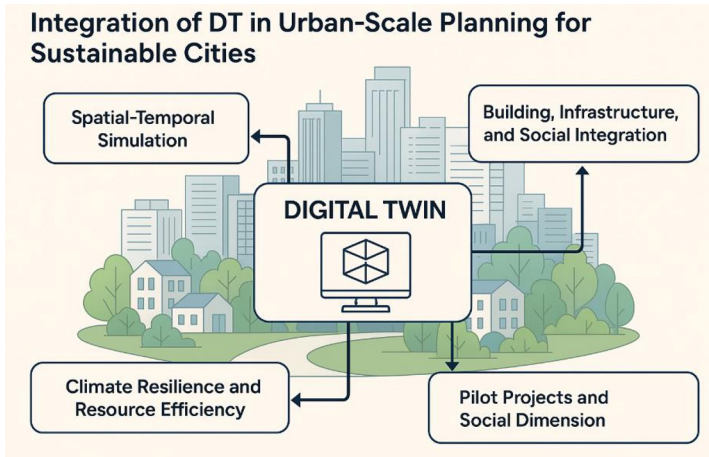 Integration of DT in Urban-Scale Planning for
Sustainable Cities
Spatial-Temporal
Simulation
Building, Infrastructure,
and Social Integration
DIGITAL TWIN
Climate Resilience and
Resource Efficiency
Pilot Projects and
Social Dimension